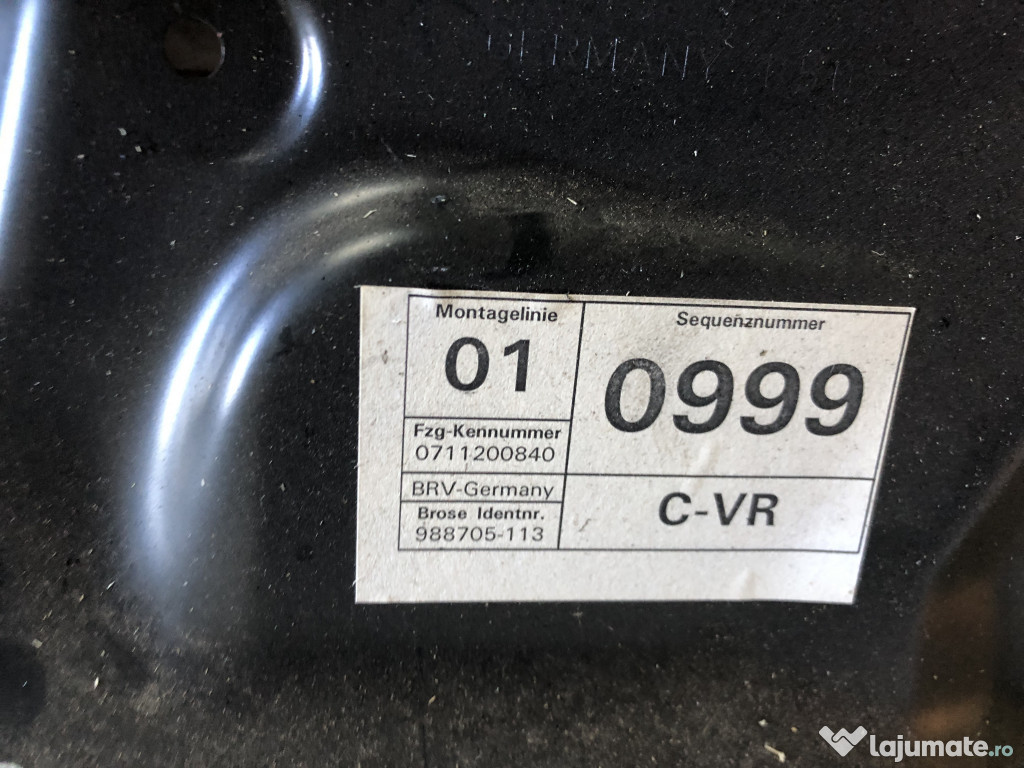 GERMANY
Montagelinie
01
Sequenznummer
0999
Fzg-Kennummer
0711200840
BRV-Germany
Brose Identnr.
988705-113
C-VR
lajumate.ro